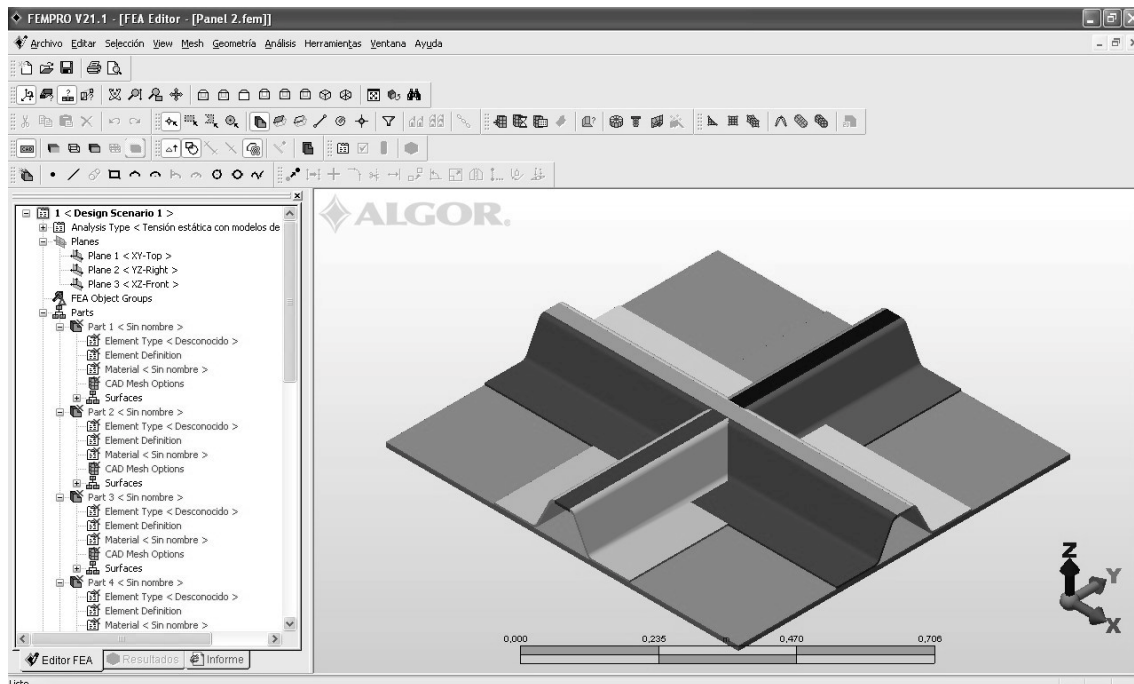 FEMPRO V21.1 - [FEA Editor - [Panel 2.fem]]
Archivo Editar Selección View Mesh Geometría Análisis Herramientas Ventana Ayuda
1 < Design Scenario 1 >
Analysis Type < Tensión estática con modelos de
Planes
Plane 1 < XY-Top >
Plane 2 < YZ-Right >
Plane 3 < XZ-Front >
FEA Object Groups
Parts
Part 1 < Sin nombre >
Element Type < Desconocido >
Element Definition
Material < Sin nombre >
CAD Mesh Options
Surfaces
Part 2 < Sin nombre >
Element Type < Desconocido >
Element Definition
Material < Sin nombre >
CAD Mesh Options
Surfaces
Part 3 < Sin nombre >
Element Type < Desconocido >
Element Definition
Material < Sin nombre >
CAD Mesh Options
Surfaces
Part 4 < Sin nombre >
Element Type < Desconocido >
Element Definition
Material < Sin nombre >
Editor FEA Resultados Informe
ALGOR.
Z
Y
X
0,000 0,235 m 0,470 0,706
Listo